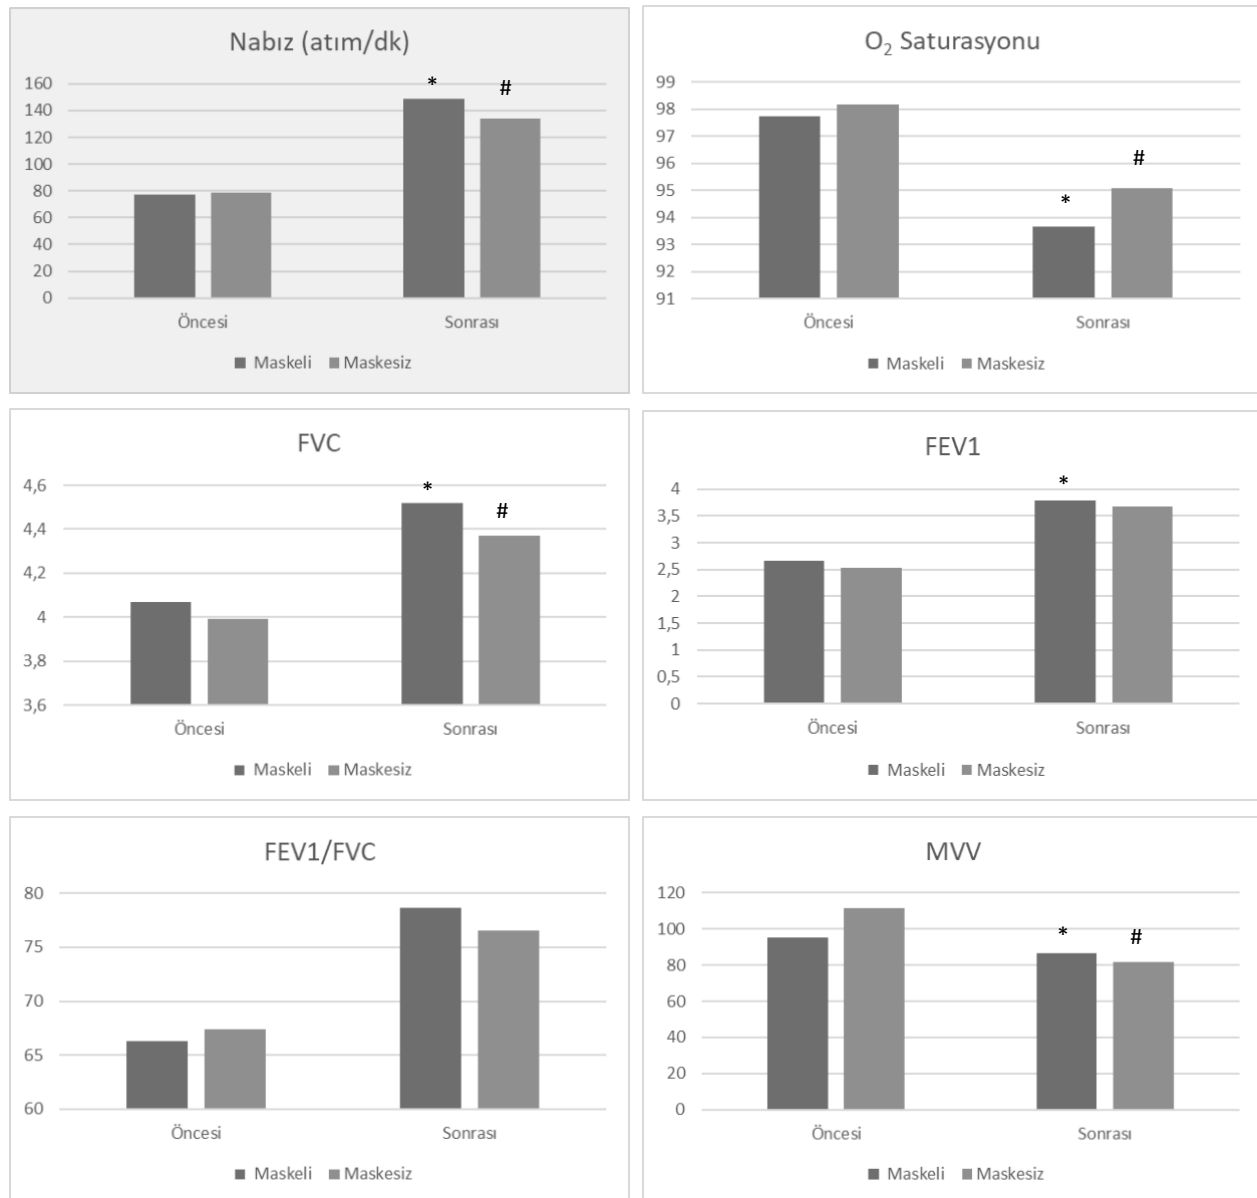 Nabız (atım/dk)
160
140
120
100
80
60
40
20
0
* #
Öncesi Sonrası
Maskeli Maskesiz
O₂ Saturasyonu
99
98
97
96
95
94
93
92
91
* #
Öncesi Sonrası
Maskeli Maskesiz
FVC
4,6
4,4
4,2
4
3,8
3,6
* #
Öncesi Sonrası
Maskeli Maskesiz
FEV1
4
3,5
3
2,5
2
1,5
1
0,5
0
*
Öncesi Sonrası
Maskeli Maskesiz
FEV1/FVC
80
75
70
65
60
Öncesi Sonrası
Maskeli Maskesiz
MVV
120
100
80
60
40
20
0
* #
Öncesi Sonrası
Maskeli Maskesiz